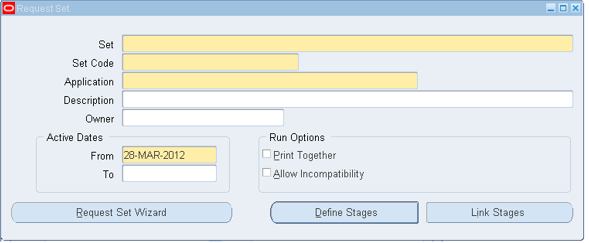 Request Set
Set
Set Code
Application
Description
Owner
Active Dates
From 28-MAR-2012
To
Run Options
Print Together
Allow Incompatibility
Request Set Wizard
Define Stages
Link Stages